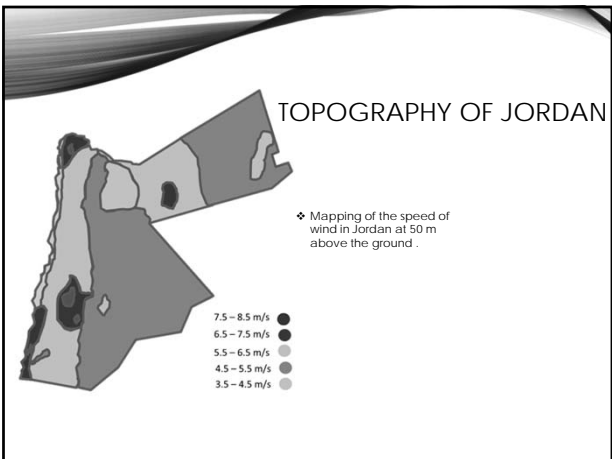 TOPOGRAPHY OF JORDAN
❖ Mapping of the speed of
wind in Jordan at 50 m
above the ground .
7.5 – 8.5 m/s
6.5 – 7.5 m/s
5.5 – 6.5 m/s
4.5 – 5.5 m/s
3.5 – 4.5 m/s